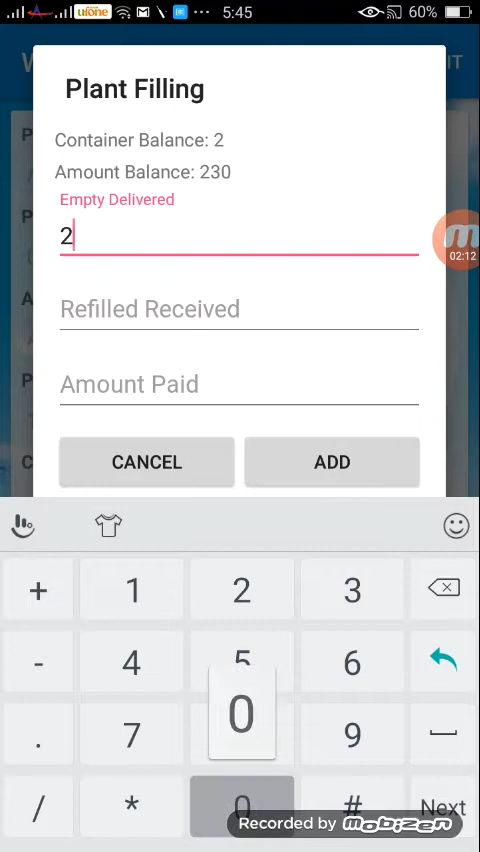 ufone ... 5:45 60%
W IT
Plant Filling
P
Container Balance: 2
Amount Balance: 230
Empty Delivered
2
02:12
P
A
Refilled Received
P
Amount Paid
C
CANCEL ADD
+ 1 2 3
- 4 5 6
. 7 0 9
/ * 0 # Next
Recorded by mobizen